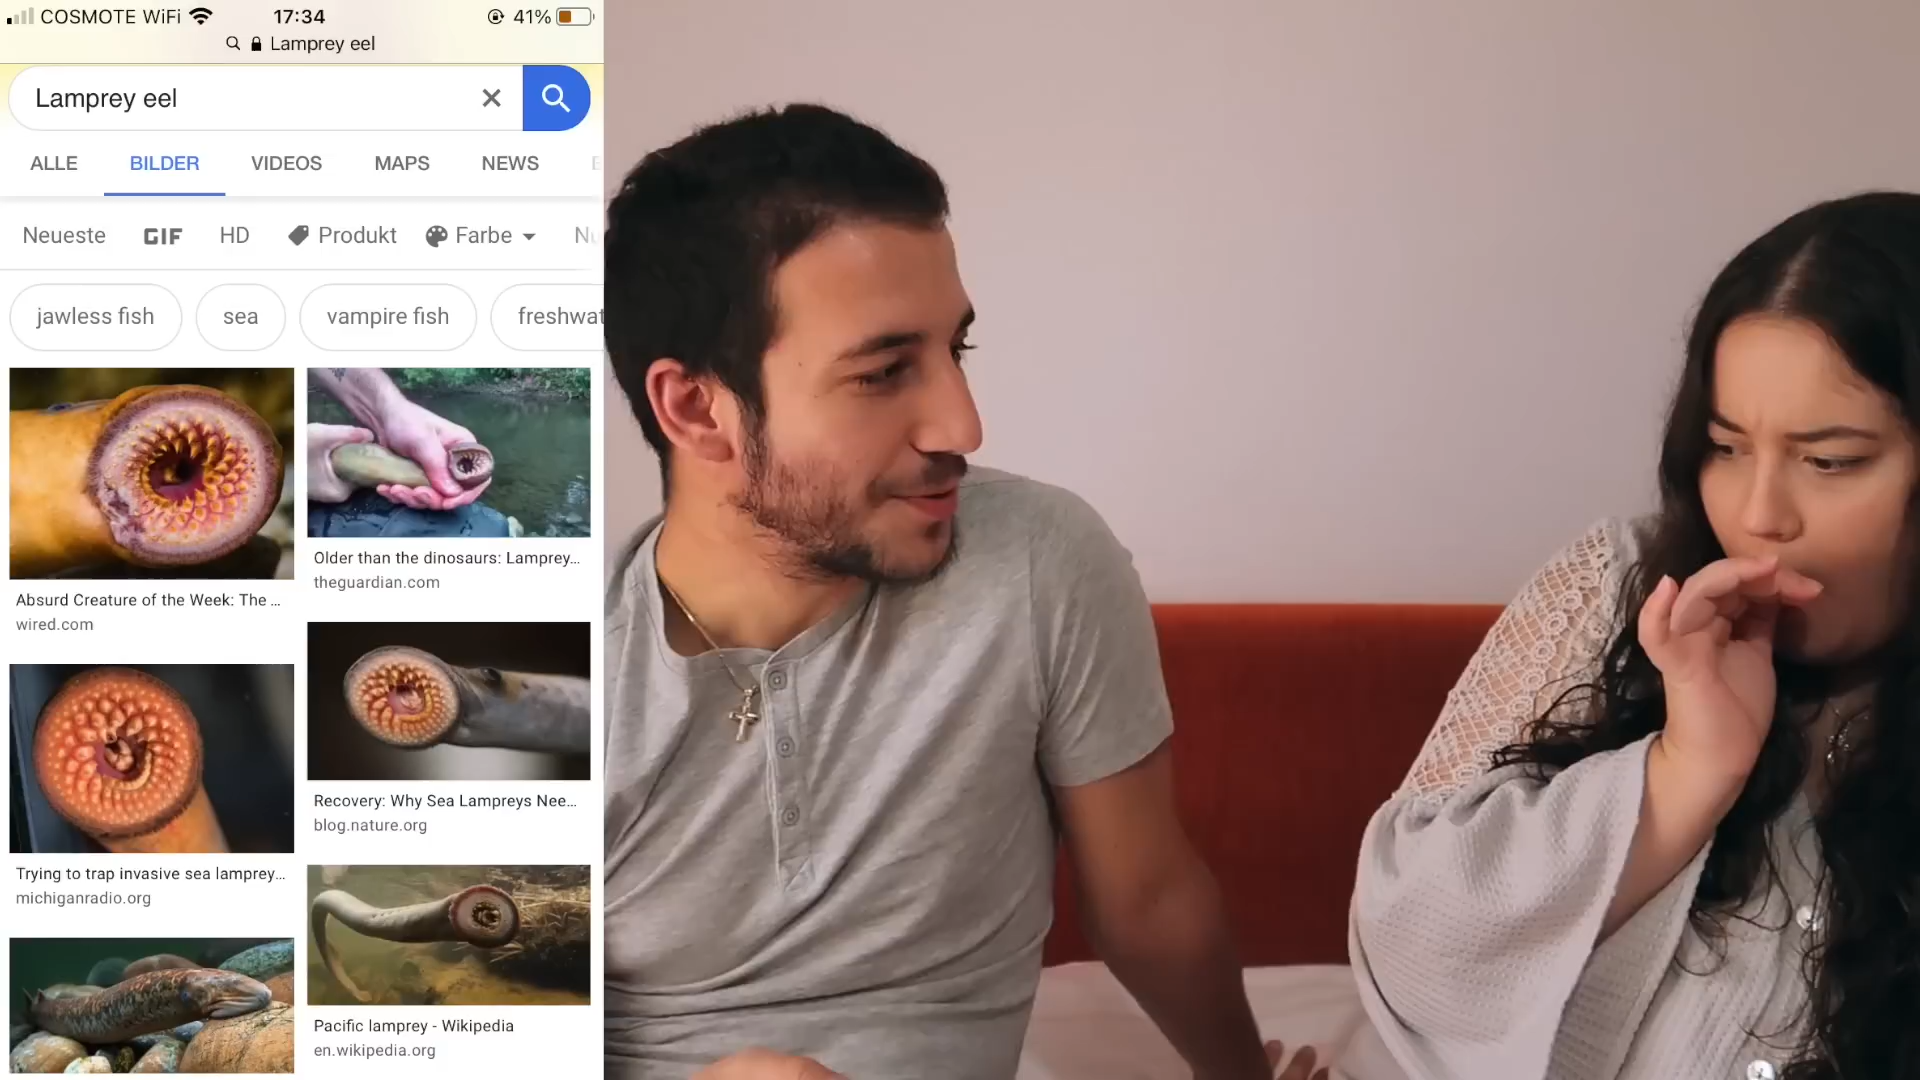 COSMOTE WiFi 17:34 41%
Lamprey eel
Lamprey eel
ALLE BILDER VIDEOS MAPS NEWS
Neueste GIF HD Produkt Farbe
jawless fish sea vampire fish freshwat
Older than the dinosaurs: Lamprey...
theguardian.com
Absurd Creature of the Week: The ...
wired.com
Recovery: Why Sea Lampreys Nee...
blog.nature.org
Trying to trap invasive sea lamprey...
michiganradio.org
Pacific lamprey - Wikipedia
en.wikipedia.org